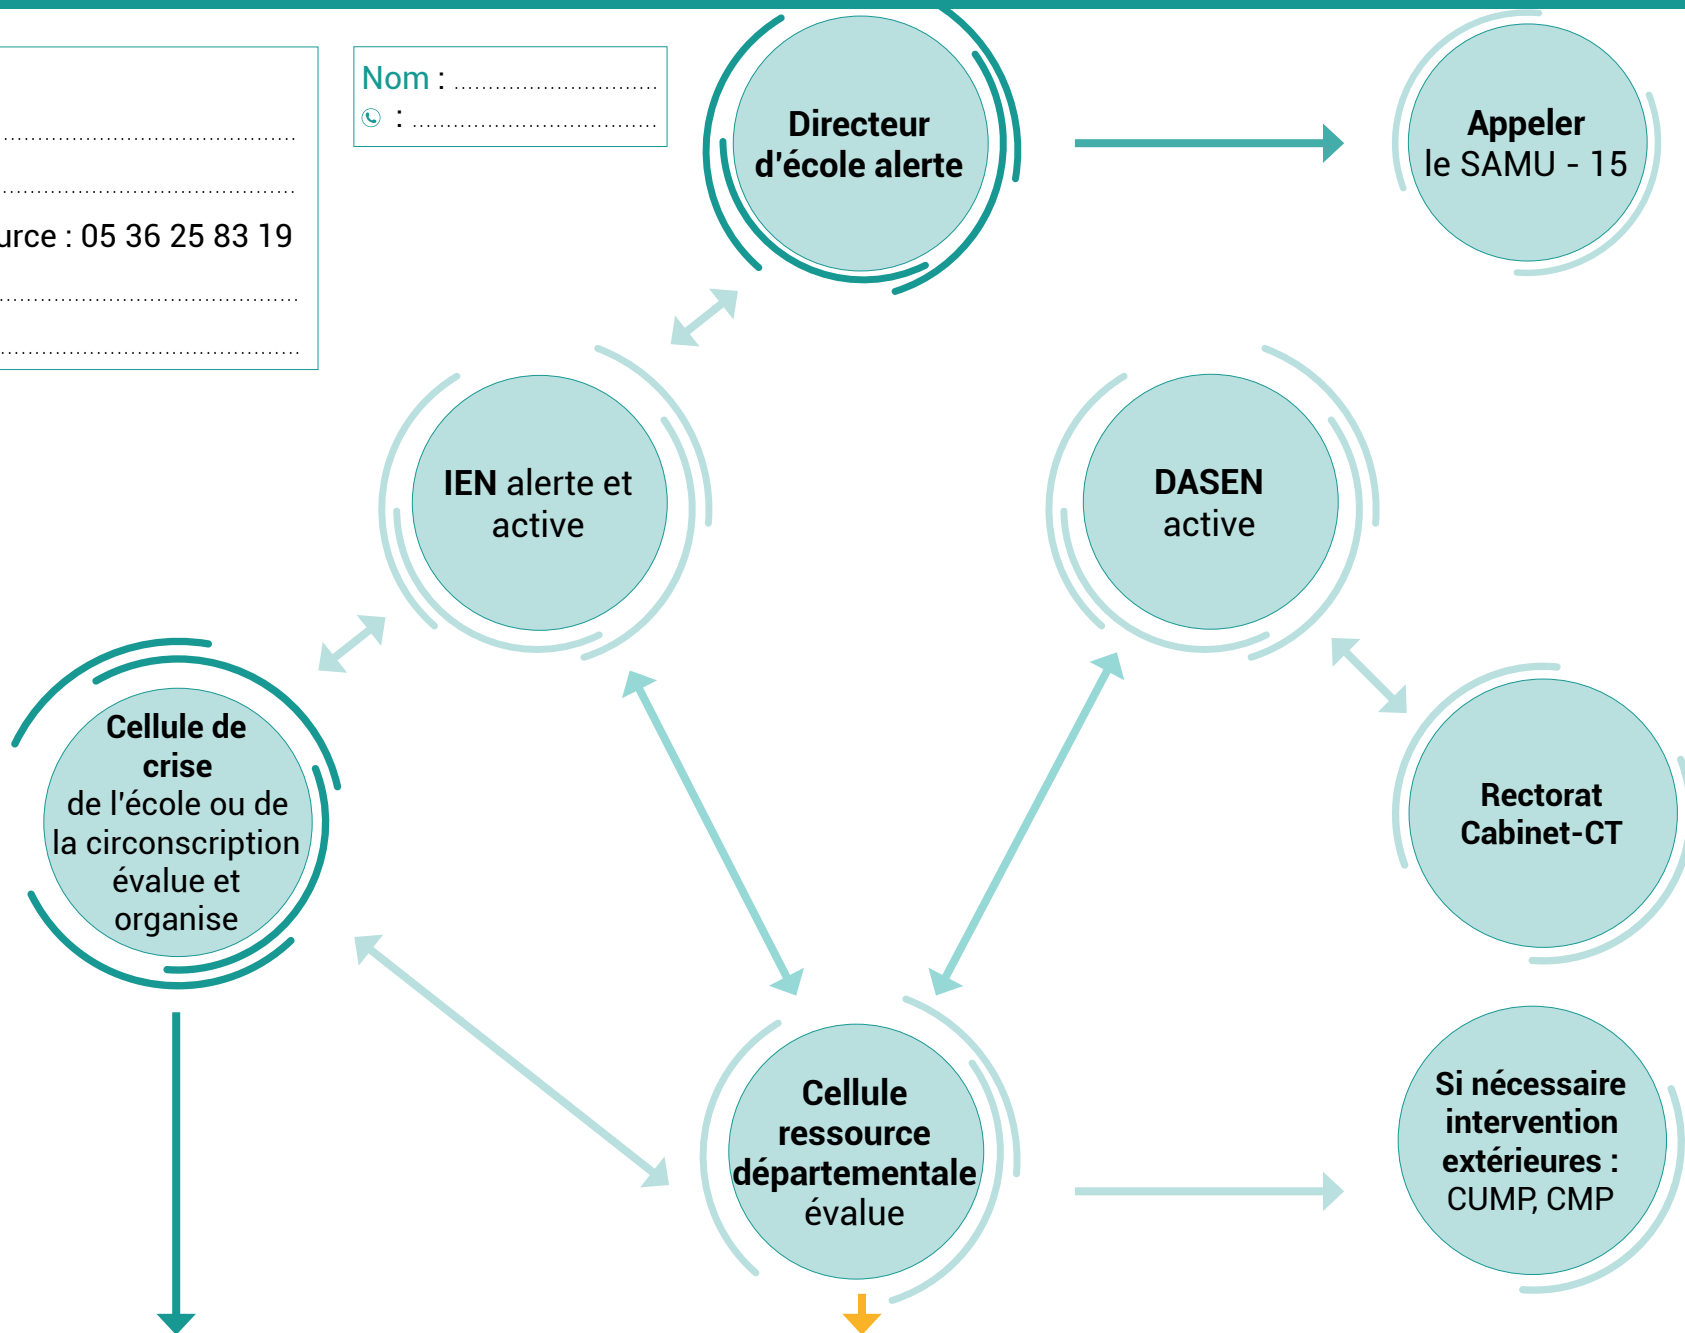 Nom : ..............................
: ....................................
urce : 05 36 25 83 19
Directeur
d'école alerte
Appeler
le SAMU - 15
IEN alerte et
active
DASEN
active
Cellule de
crise
de l'école ou de
la circonscription
évalue et
organise
Rectorat
Cabinet-CT
Cellule
ressource
départementale
évalue
Si nécessaire
intervention
extérieures :
CUMP, CMP